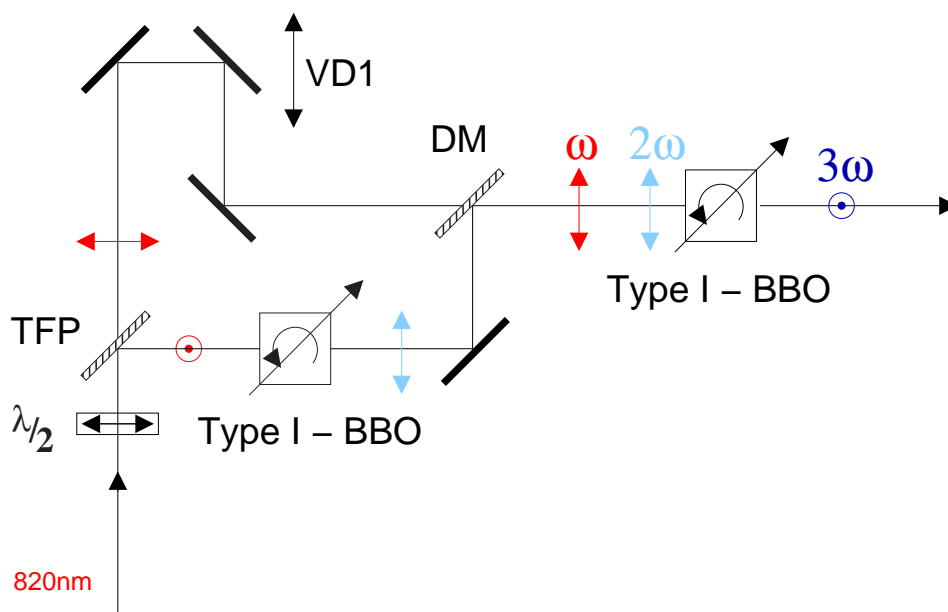 VD1
DM
ω
2ω
3ω
Type I – BBO
TFP
λ/2
Type I – BBO
820nm